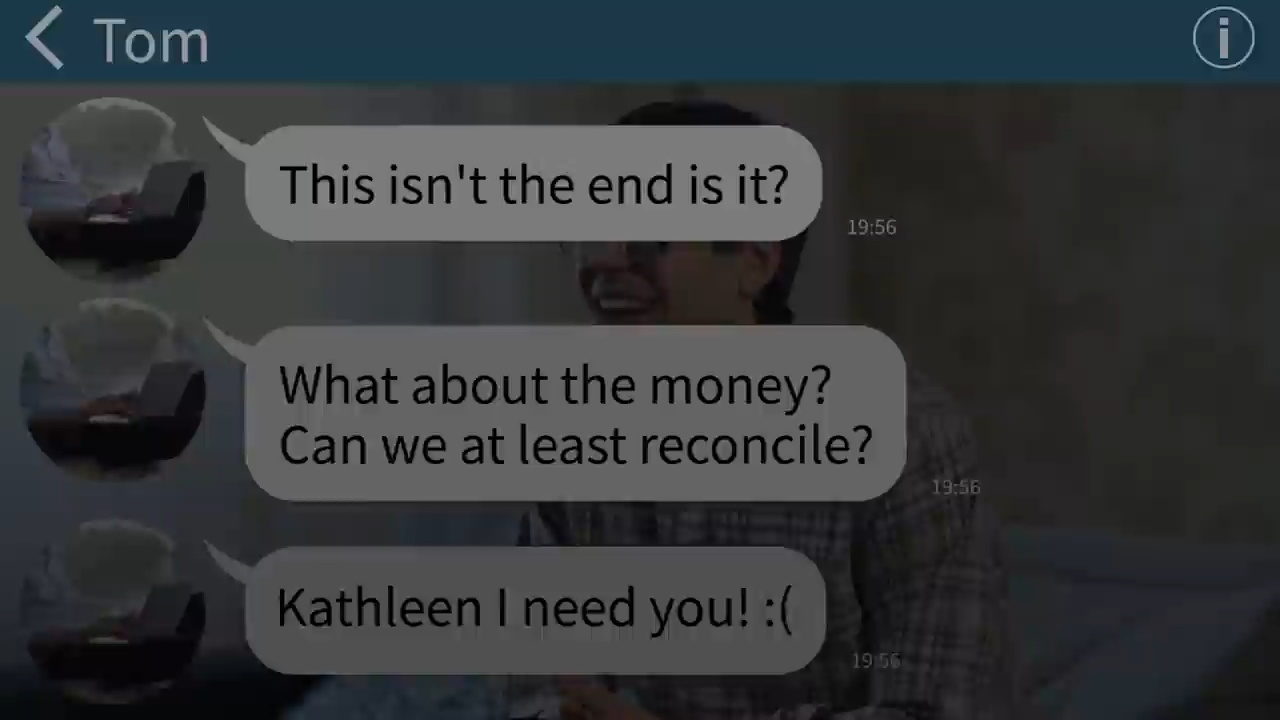 Tom
This isn't the end is it?
19:56
What about the money?
Can we at least reconcile?
19:56
Kathleen I need you! :(
19:56